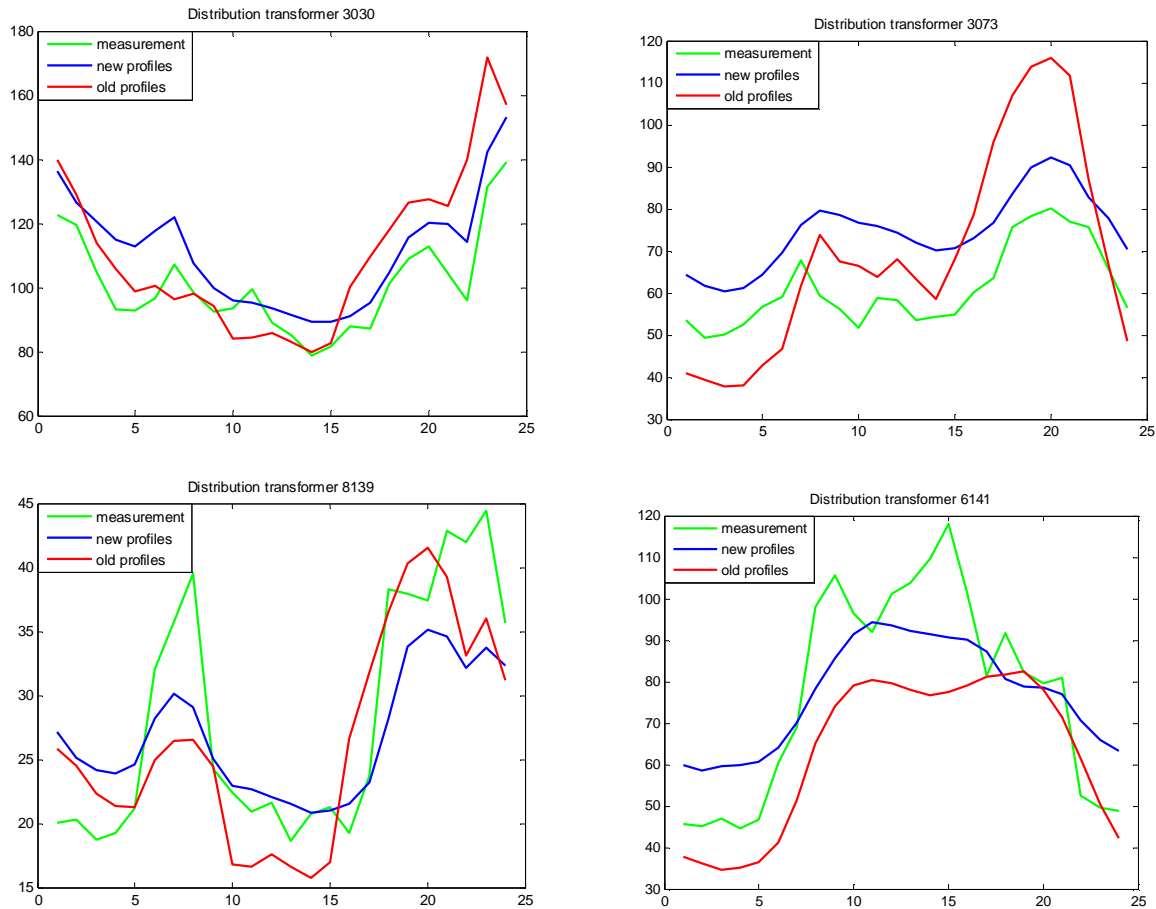 Distribution transformer 3030
180
160
140
120
100
80
60
0 5 10 15 20 25
measurement
new profiles
old profiles
Distribution transformer 3073
120
110
100
90
80
70
60
50
40
30
0 5 10 15 20 25
measurement
new profiles
old profiles
Distribution transformer 8139
45
40
35
30
25
20
15
0 5 10 15 20 25
measurement
new profiles
old profiles
Distribution transformer 6141
120
110
100
90
80
70
60
50
40
30
0 5 10 15 20 25
measurement
new profiles
old profiles